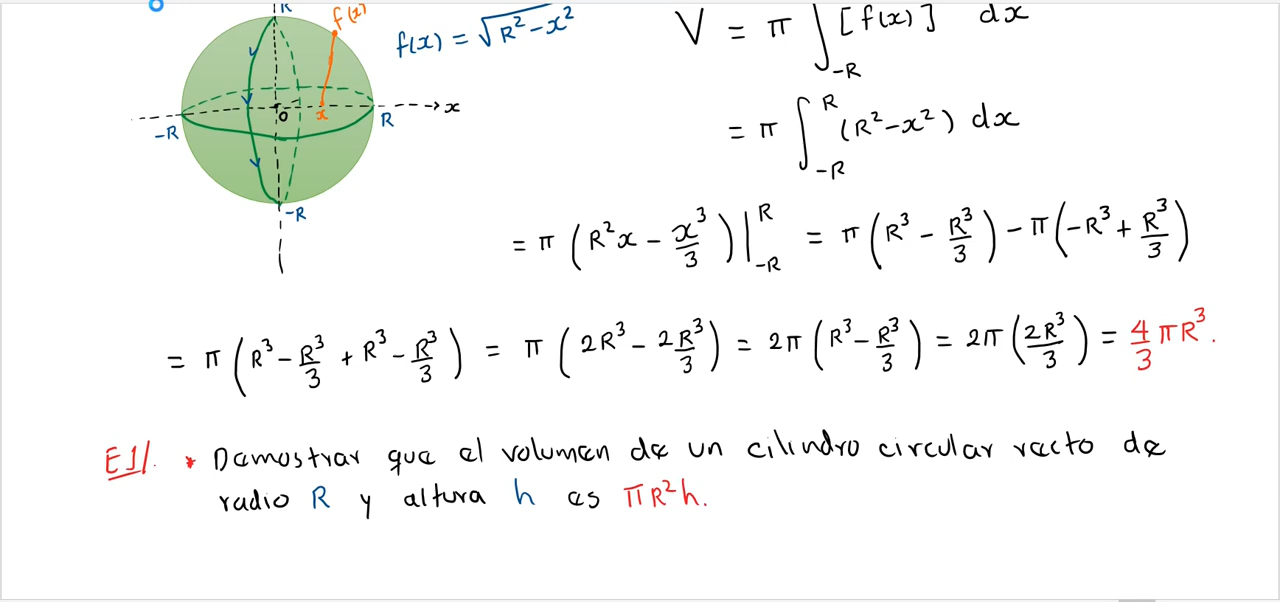 R
f(x)
f(x) = √R² - x²
V = π ∫ [f(x)] dx
-R
-R
0
x
R
x
= π ∫_{-R}^{R} (R² - x²) dx
-R
= π (R²x - x³/3) |_{-R}^{R} = π (R³ - R³/3) - π (-R³ + R³/3)
= π (R³ - R³/3 + R³ - R³/3) = π (2R³ - 2R³/3) = 2π (R³ - R³/3) = 2π (2R³/3) = 4/3 πR³.
E1/. * Demostrar que el volumen de un cilindro circular recto de
radio R y altura h es πR²h.